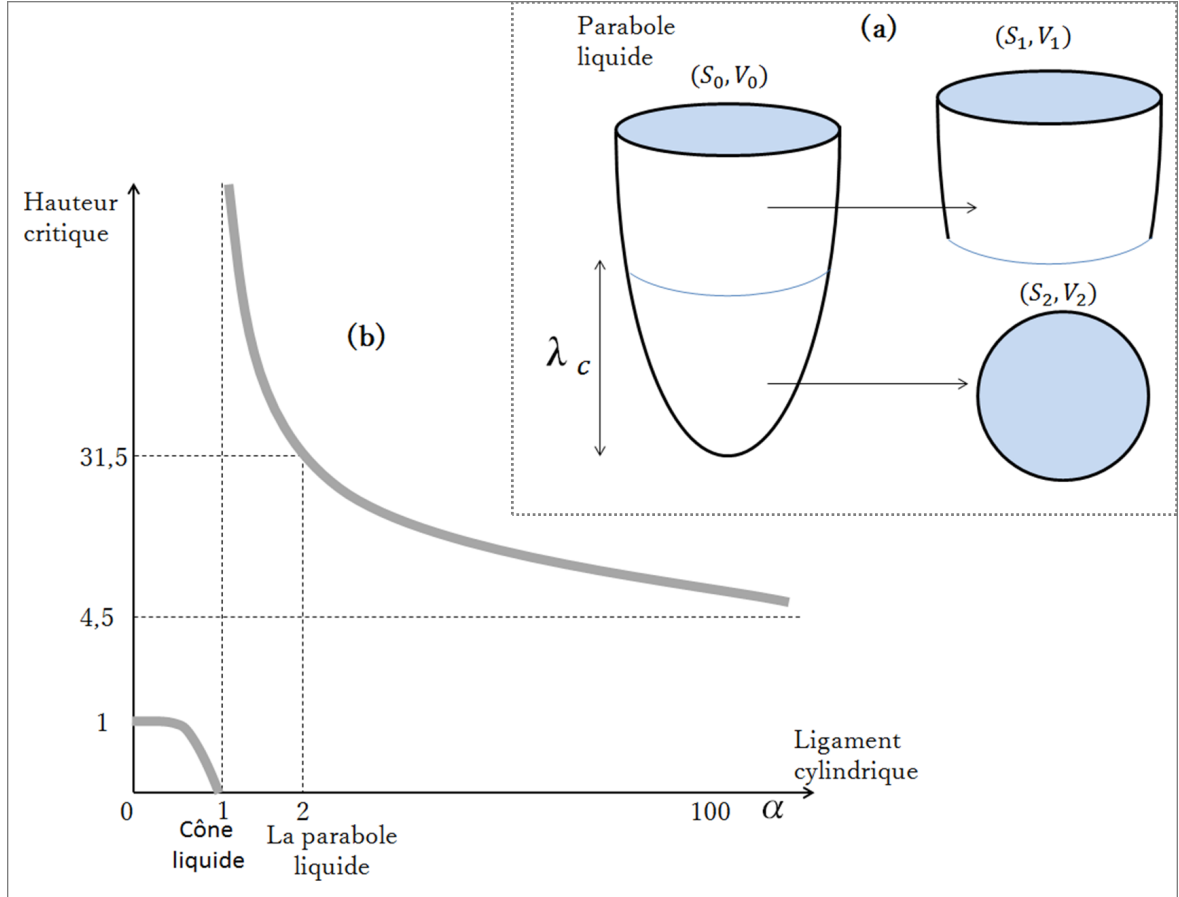 Parabole
liquide
(a)
(S₀, V₀)
(S₁, V₁)
λ c
(S₂, V₂)
Hauteur
critique
(b)
31,5
4,5
1
Ligament
cylindrique
0 1 2 100 α
Cône
liquide
La parabole
liquide